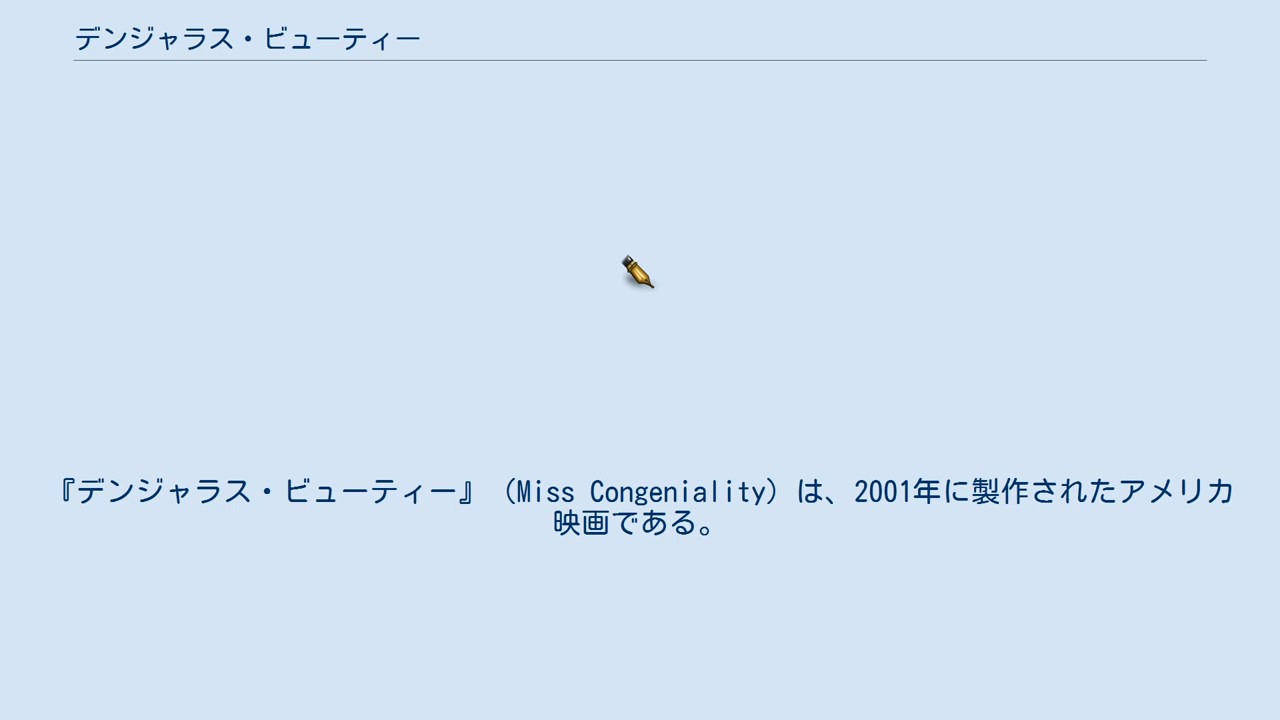 デンジャラス・ビューティー
『デンジャラス・ビューティー』（Miss Congeniality）は、2001年に製作されたアメリカ
映画である。